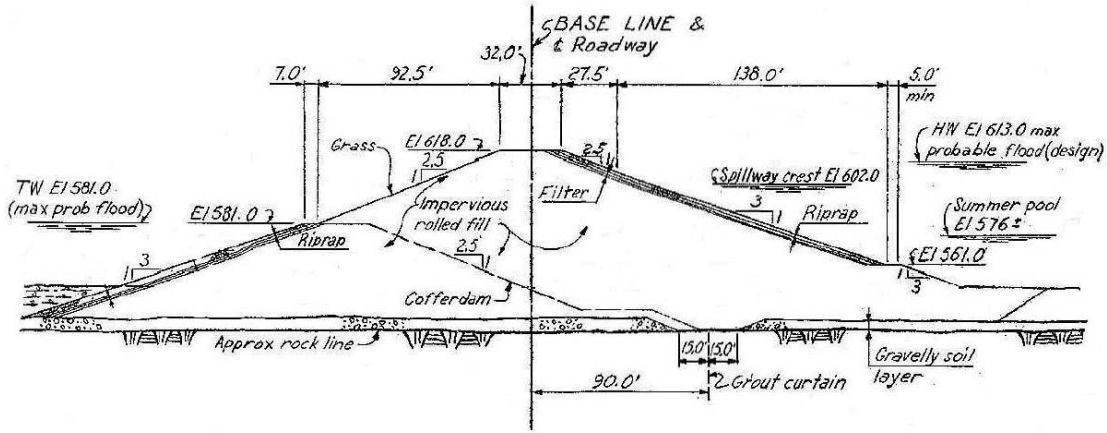 ℄ BASE LINE &
℄ Roadway
32.0'
7.0'
92.5'
27.5'
138.0'
5.0'
min
HW El 613.0 max
probable flood (design)
El 618.0
Grass
2.5
1
2.5
1
Filter
℄ Spillway crest El 602.0
TW El 581.0
(max prob flood)
El 581.0
Impervious
rolled fill
3
1
Riprap
Summer pool
El 576 ±
Riprap
2.5
1
El 561.0
1
3
3
1
Cofferdam
Approx rock line
15.0'
15.0'
Gravelly soil
layer
90.0'
Grout curtain